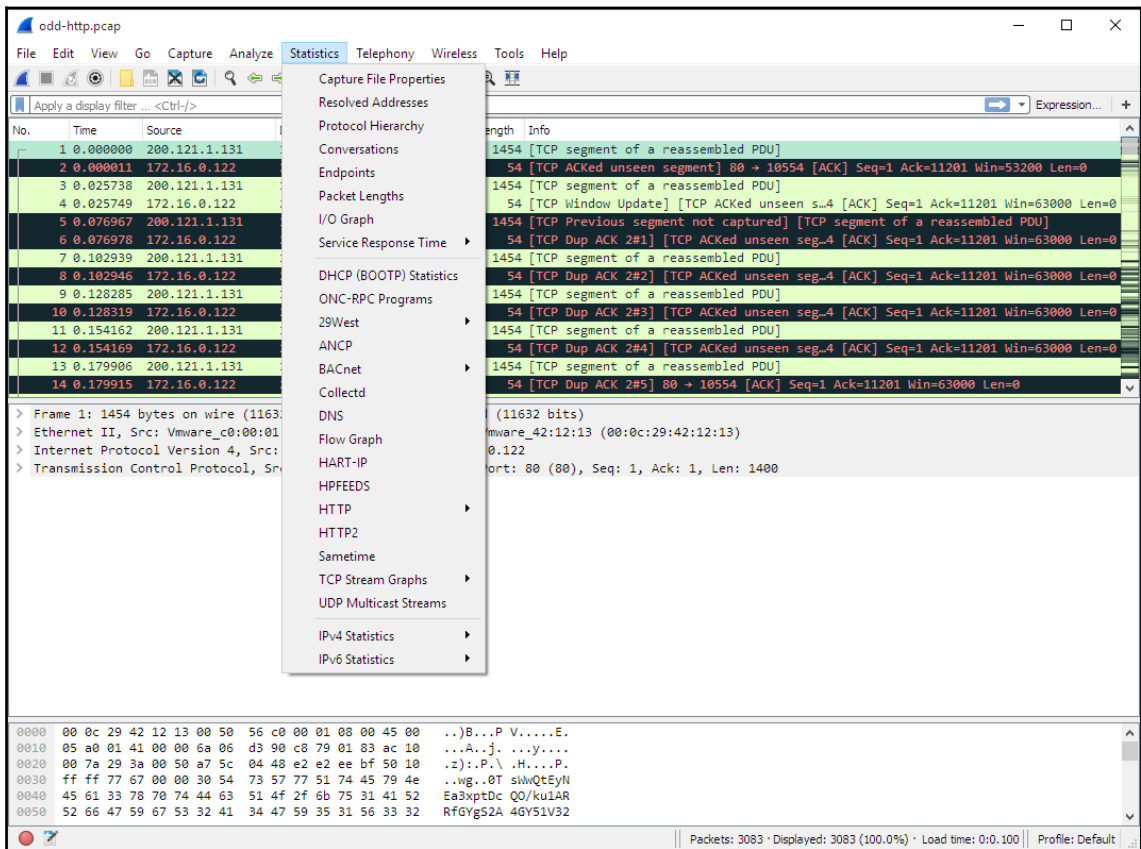 odd-http.pcap
File Edit View Go Capture Analyze Statistics Telephony Wireless Tools Help
Apply a display filter ... <Ctrl-/> Expression... +
No. Time Source ength Info
1 0.000000 200.121.1.131 1454 [TCP segment of a reassembled PDU]
2 0.000011 172.16.0.122 54 [TCP ACKed unseen segment] 80 → 10554 [ACK] Seq=1 Ack=11201 Win=53200 Len=0
3 0.025738 200.121.1.131 1454 [TCP segment of a reassembled PDU]
4 0.025749 172.16.0.122 54 [TCP Window Update] [TCP ACKed unseen s…4 [ACK] Seq=1 Ack=11201 Win=63000 Len=0
5 0.076967 200.121.1.131 1454 [TCP Previous segment not captured] [TCP segment of a reassembled PDU]
6 0.076978 172.16.0.122 54 [TCP Dup ACK 2#1] [TCP ACKed unseen seg…4 [ACK] Seq=1 Ack=11201 Win=63000 Len=0
7 0.102939 200.121.1.131 1454 [TCP segment of a reassembled PDU]
8 0.102946 172.16.0.122 54 [TCP Dup ACK 2#2] [TCP ACKed unseen seg…4 [ACK] Seq=1 Ack=11201 Win=63000 Len=0
9 0.128285 200.121.1.131 1454 [TCP segment of a reassembled PDU]
10 0.128319 172.16.0.122 54 [TCP Dup ACK 2#3] [TCP ACKed unseen seg…4 [ACK] Seq=1 Ack=11201 Win=63000 Len=0
11 0.154162 200.121.1.131 1454 [TCP segment of a reassembled PDU]
12 0.154169 172.16.0.122 54 [TCP Dup ACK 2#4] [TCP ACKed unseen seg…4 [ACK] Seq=1 Ack=11201 Win=63000 Len=0
13 0.179906 200.121.1.131 1454 [TCP segment of a reassembled PDU]
14 0.179915 172.16.0.122 54 [TCP Dup ACK 2#5] 80 → 10554 [ACK] Seq=1 Ack=11201 Win=63000 Len=0
Capture File Properties
Resolved Addresses
Protocol Hierarchy
Conversations
Endpoints
Packet Lengths
I/O Graph
Service Response Time
DHCP (BOOTP) Statistics
ONC-RPC Programs
29West
ANCP
BACnet
Collectd
DNS
Flow Graph
HART-IP
HPFEEDS
HTTP
HTTP2
Sametime
TCP Stream Graphs
UDP Multicast Streams
IPv4 Statistics
IPv6 Statistics
> Frame 1: 1454 bytes on wire (1163 (11632 bits)
> Ethernet II, Src: Vmware_c0:00:01 mware_42:12:13 (00:0c:29:42:12:13)
> Internet Protocol Version 4, Src: 0.122
> Transmission Control Protocol, Sr ort: 80 (80), Seq: 1, Ack: 1, Len: 1400
0000 00 0c 29 42 12 13 00 50 56 c0 00 01 08 00 45 00 ..)B...P V.....E.
0010 05 a0 01 41 00 00 6a 06 d3 90 c8 79 01 83 ac 10 ...A..j. ...y....
0020 00 7a 29 3a 00 50 a7 5c 04 48 e2 e2 ee bf 50 10 .z):.P.\ .H....P.
0030 ff ff 77 67 00 00 30 54 73 57 77 51 74 45 79 4e ..wg..0T sWwQtEyN
0040 45 61 33 78 70 74 44 63 51 4f 2f 6b 75 31 41 52 Ea3xptDc QO/ku1AR
0050 52 66 47 59 67 53 32 41 34 47 59 35 31 56 33 32 RfGYgS2A 4GY51V32
Packets: 3083 · Displayed: 3083 (100.0%) · Load time: 0:0.100 Profile: Default